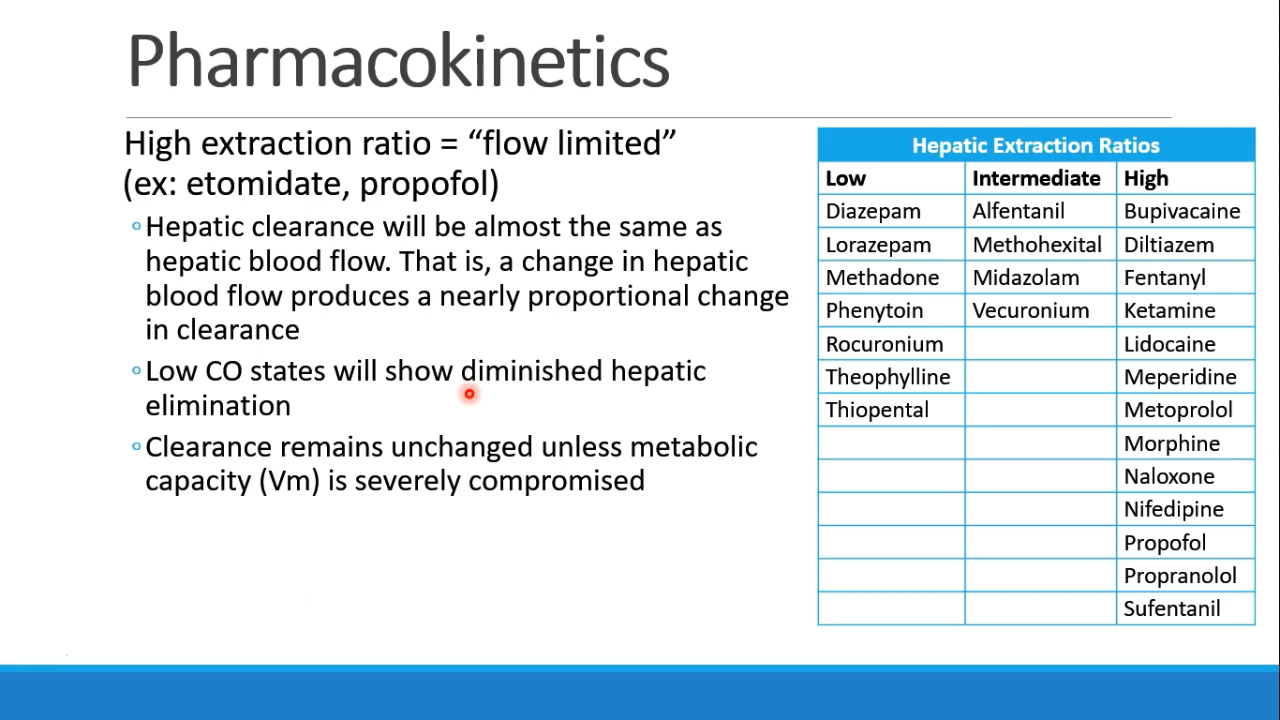 Pharmacokinetics
High extraction ratio = “flow limited”
(ex: etomidate, propofol)
◦Hepatic clearance will be almost the same as
hepatic blood flow. That is, a change in hepatic
blood flow produces a nearly proportional change
in clearance
◦Low CO states will show diminished hepatic
elimination
◦Clearance remains unchanged unless metabolic
capacity (Vm) is severely compromised
Hepatic Extraction Ratios
Low Intermediate High
Diazepam Alfentanil Bupivacaine
Lorazepam Methohexital Diltiazem
Methadone Midazolam Fentanyl
Phenytoin Vecuronium Ketamine
Rocuronium Lidocaine
Theophylline Meperidine
Thiopental Metoprolol
Morphine
Naloxone
Nifedipine
Propofol
Propranolol
Sufentanil